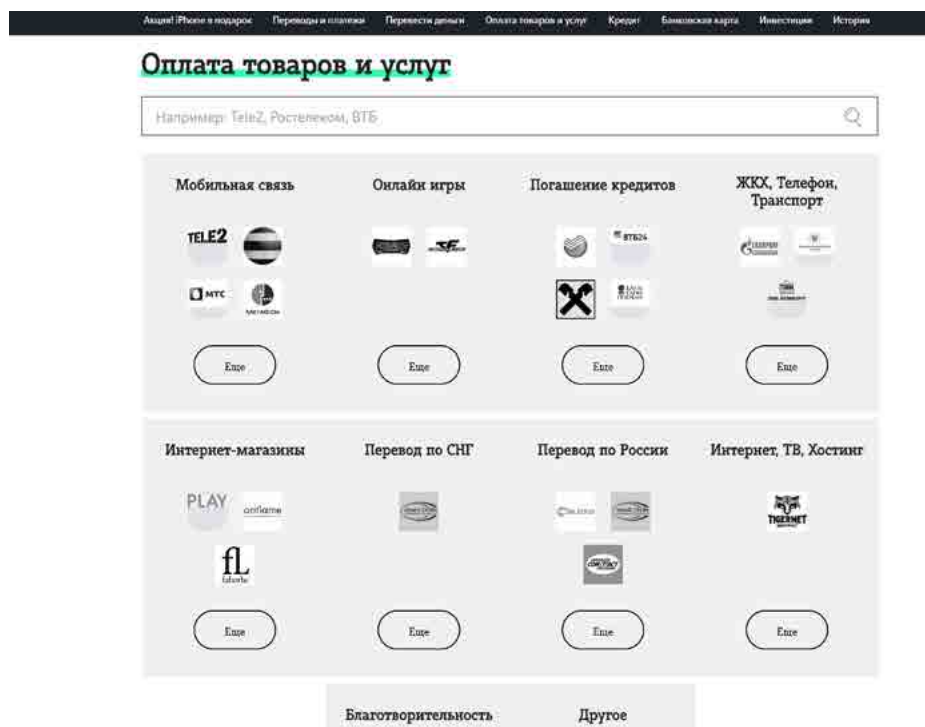 Акция! iPhone в подарок Переводы и платежи Перевести деньги Оплата товаров и услуг Кредит Банковская карта Инвестиции История
Оплата товаров и услуг
Например: Tele2, Ростелеком, ВТБ
Мобильная связь Онлайн игры Погашение кредитов ЖКХ, Телефон, Транспорт
TELE2 ВТБ24
МТС
Еще Еще Еще Еще
Интернет-магазины Перевод по СНГ Перевод по России Интернет, ТВ, Хостинг
PLAY oriflame TIGERNET
fL faberlic
Еще Еще Еще Еще
Благотворительность Другое